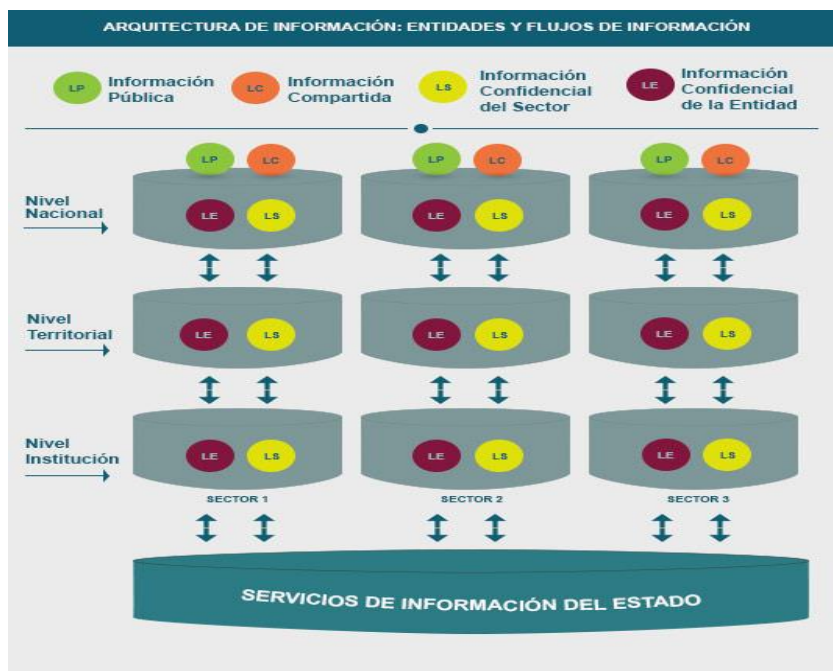 ARQUITECTURA DE INFORMACIÓN: ENTIDADES Y FLUJOS DE INFORMACIÓN
LP Información Pública
LC Información Compartida
LS Información Confidencial del Sector
LE Información Confidencial de la Entidad
LP LC LP LC LP LC
Nivel Nacional
LE LS LE LS LE LS
Nivel Territorial
LE LS LE LS LE LS
Nivel Institución
LE LS LE LS LE LS
SECTOR 1 SECTOR 2 SECTOR 3
SERVICIOS DE INFORMACIÓN DEL ESTADO